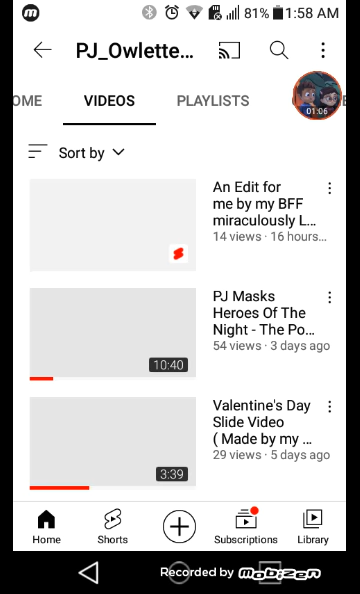 m 81% 1:58 AM
PJ_Owlette...
OME VIDEOS PLAYLISTS
01:06
Sort by
An Edit for
me by my BFF
miraculously L...
14 views · 16 hours...
PJ Masks
Heroes Of The
Night - The Po...
54 views · 3 days ago
10:40
Valentine's Day
Slide Video
( Made by my ...
29 views · 5 days ago
3:39
Home Shorts Subscriptions Library
Recorded by mobizen